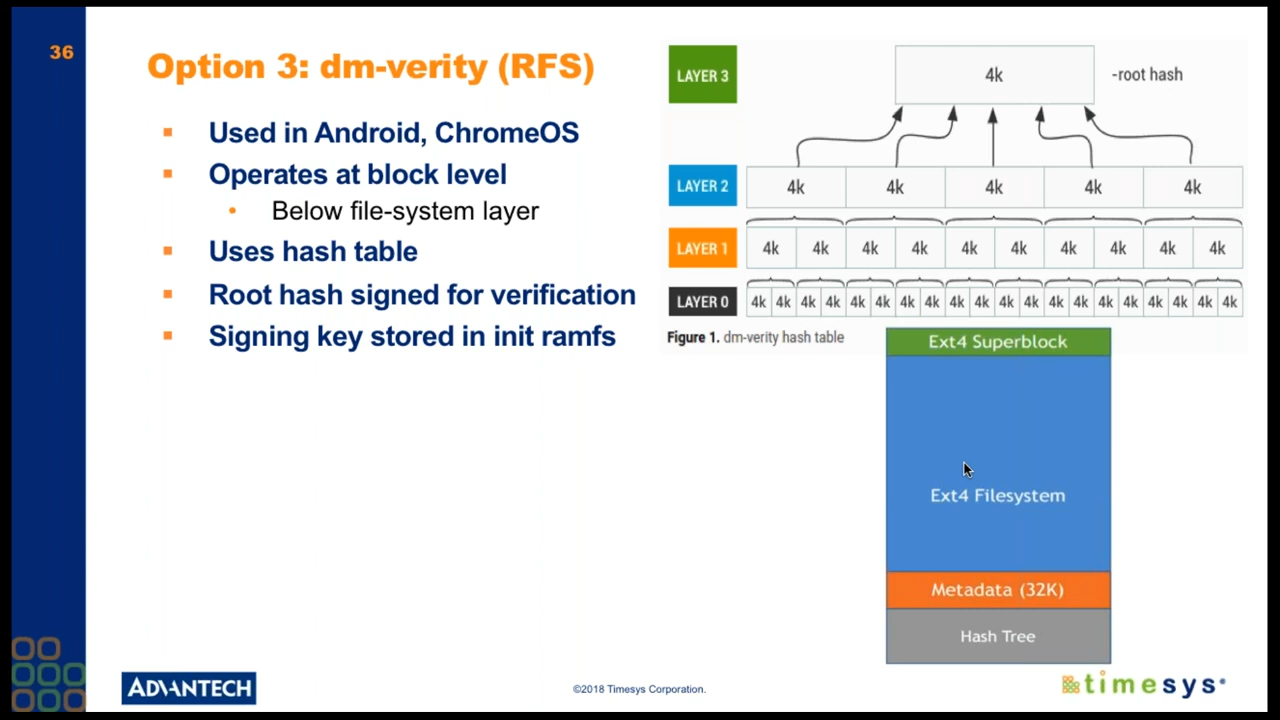 36
Option 3: dm-verity (RFS)
Used in Android, ChromeOS
Operates at block level
Below file-system layer
Uses hash table
Root hash signed for verification
Signing key stored in init ramfs
LAYER 3
4k
-root hash
LAYER 2
4k 4k 4k 4k 4k
LAYER 1
4k 4k 4k 4k 4k 4k 4k 4k 4k 4k
LAYER 0
4k 4k 4k 4k 4k 4k 4k 4k 4k 4k 4k 4k 4k 4k 4k 4k 4k 4k 4k 4k
Figure 1. dm-verity hash table
Ext4 Superblock
Ext4 Filesystem
Metadata (32K)
Hash Tree
ADVANTECH
©2018 Timesys Corporation.
timesys